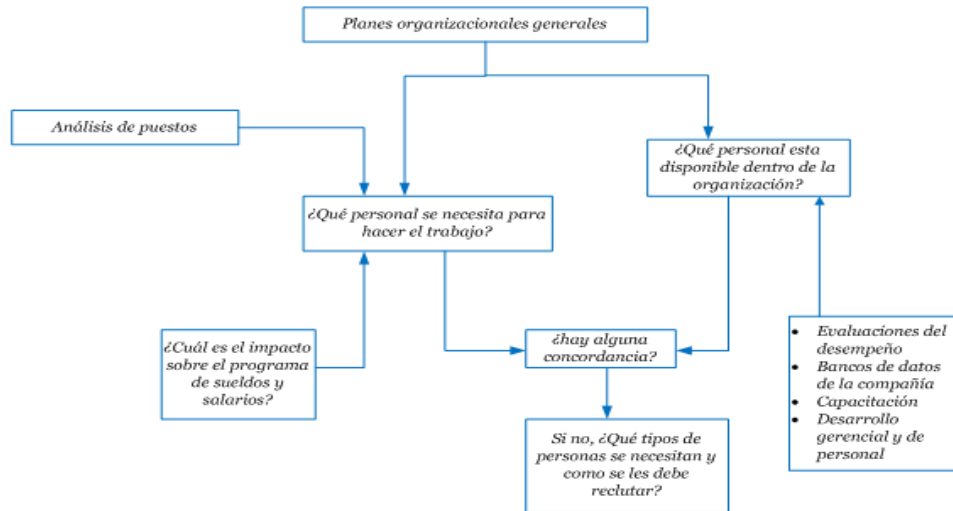 Planes organizacionales generales
Análisis de puestos
¿Qué personal esta
disponible dentro de la
organización?
¿Qué personal se necesita para
hacer el trabajo?
¿Cuál es el impacto
sobre el programa
de sueldos y
salarios?
¿hay alguna
concordancia?
• Evaluaciones del
desempeño
• Bancos de datos
de la compañía
• Capacitación
• Desarrollo
gerencial y de
personal
Si no, ¿Qué tipos de
personas se necesitan y
como se les debe
reclutar?